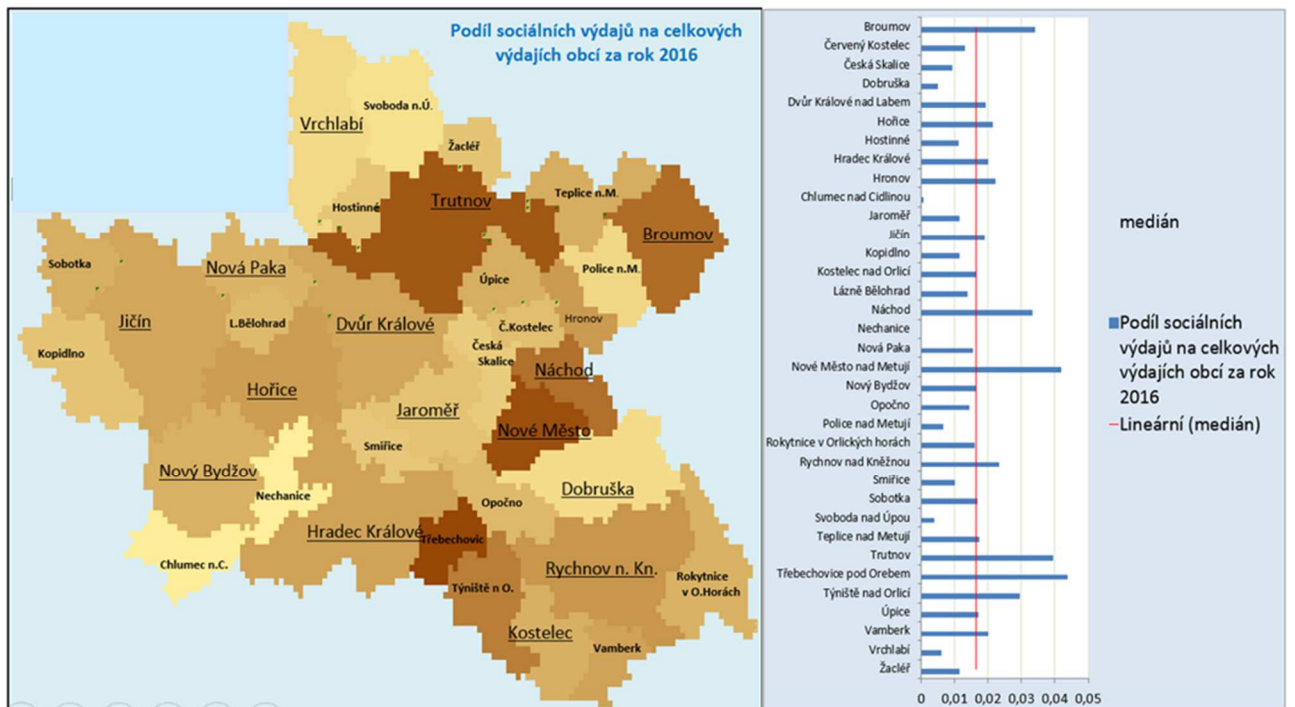 Podíl sociálních výdajů na celkových
výdajích obcí za rok 2016
Svoboda n.Ú.
Vrchlabí
Žacléř
Hostinné
Trutnov
Teplice n.M.
Broumov
Sobotka
Nová Paka
Úpice
Police n.M.
Jičín
L.Bělohrad
Dvůr Králové
Č.Kostelec
Hronov
Kopidlno
Česká
Skalice
Náchod
Hořice
Jaroměř
Nové Město
Smiřice
Nový Bydžov
Nechanice
Dobruška
Opočno
Hradec Králové
Třebechovic
Chlumec n.C.
Rychnov n. Kn.
Týniště n O.
Rokytnice
v O.Horách
Kostelec
Vamberk
Broumov
Červený Kostelec
Česká Skalice
Dobruška
Dvůr Králové nad Labem
Hořice
Hostinné
Hradec Králové
Hronov
Chlumec nad Cidlinou
Jaroměř
Jičín
Kopidlno
Kostelec nad Orlicí
Lázně Bělohrad
Náchod
Nechanice
Nová Paka
Nové Město nad Metují
Nový Bydžov
Opočno
Police nad Metují
Rokytnice v Orlických horách
Rychnov nad Kněžnou
Smiřice
Sobotka
Svoboda nad Úpou
Teplice nad Metují
Trutnov
Třebechovice pod Orebem
Týniště nad Orlicí
Úpice
Vamberk
Vrchlabí
Žacléř
0 0,01 0,02 0,03 0,04 0,05
medián
Podíl sociálních
výdajů na celkových
výdajích obcí za rok
2016
Lineární (medián)